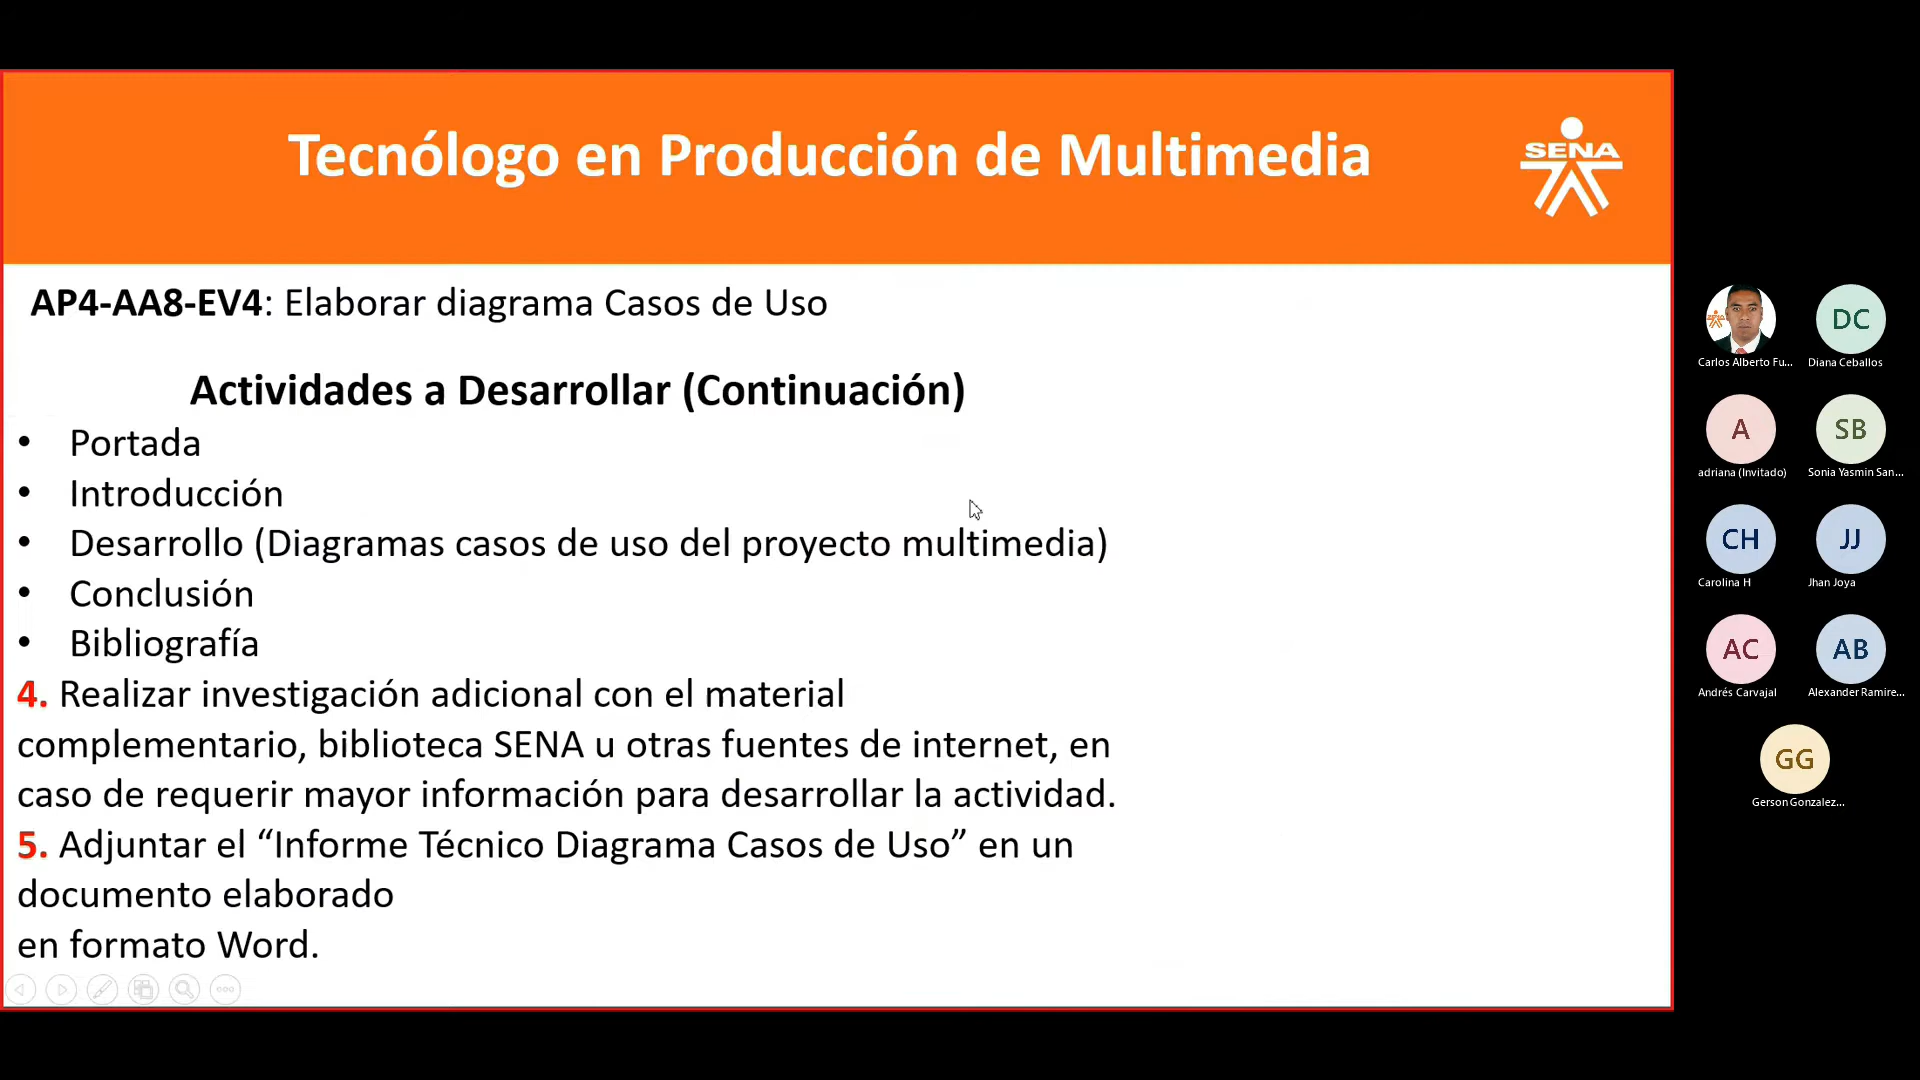 Tecnólogo en Producción de Multimedia
SENA
AP4-AA8-EV4: Elaborar diagrama Casos de Uso
Actividades a Desarrollar (Continuación)
• Portada
• Introducción
• Desarrollo (Diagramas casos de uso del proyecto multimedia)
• Conclusión
• Bibliografía
4. Realizar investigación adicional con el material
complementario, biblioteca SENA u otras fuentes de internet, en
caso de requerir mayor información para desarrollar la actividad.
5. Adjuntar el “Informe Técnico Diagrama Casos de Uso” en un
documento elaborado
en formato Word.
Carlos Alberto Fu...
DC
Diana Ceballos
A
adriana (Invitado)
SB
Sonia Yasmin San...
CH
Carolina H
JJ
Jhan Joya
AC
Andrés Carvajal
AB
Alexander Ramire...
GG
Gerson Gonzalez...